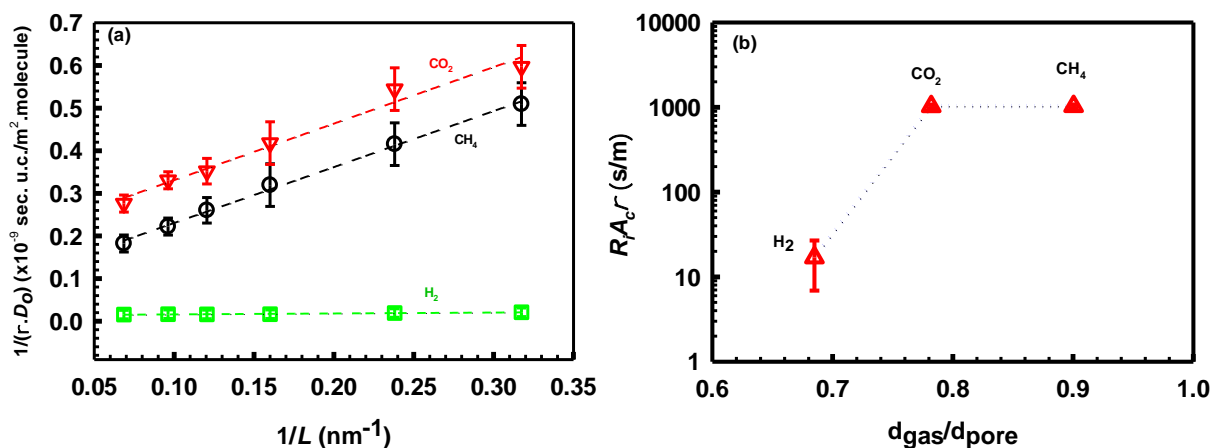 (a)
0.7
0.6
0.5
0.4
0.3
0.2
0.1
0.0
CO2
CH4
H2
0.05 0.10 0.15 0.20 0.25 0.30 0.35
1/L (nm-1)
1/(r.Do) (x10-9 sec. u.c./m2.molecule)
(b)
10000
1000
100
10
1
H2
CO2
CH4
0.6 0.7 0.8 0.9 1.0
dgas/dpore
RiAcr (s/m)